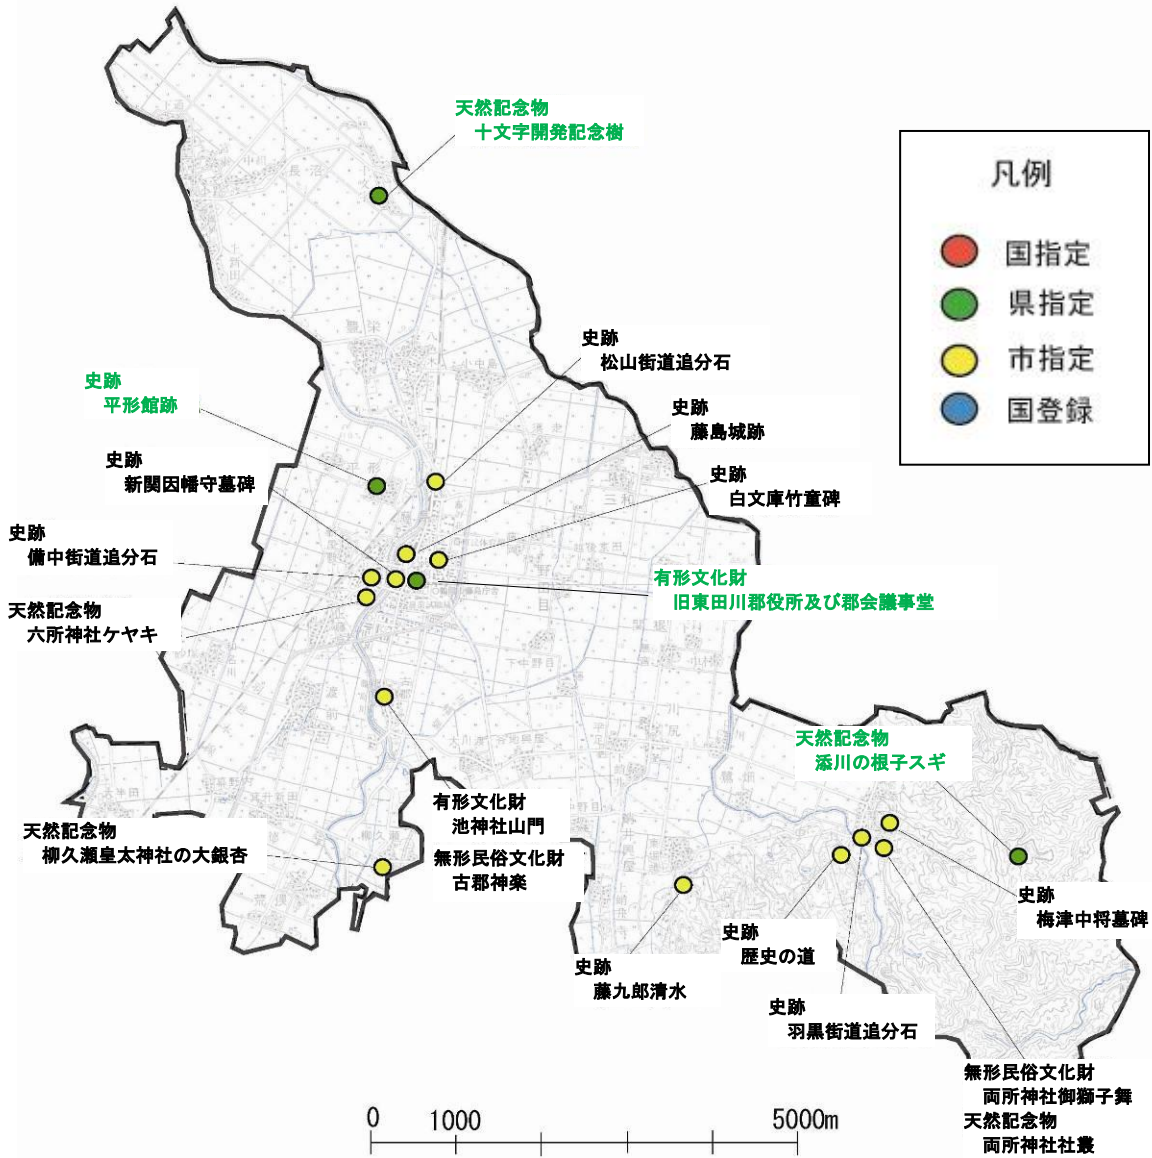 天然記念物
十文字開発記念樹
凡例
国指定
県指定
市指定
国登録
史跡
松山街道追分石
史跡
平形館跡
史跡
藤島城跡
史跡
新関因幡守墓碑
史跡
白文庫竹童碑
史跡
備中街道追分石
有形文化財
旧東田川郡役所及び郡会議事堂
天然記念物
六所神社ケヤキ
天然記念物
添川の根子スギ
有形文化財
池神社山門
無形民俗文化財
古郡神楽
天然記念物
柳久瀬皇太神社の大銀杏
史跡
梅津中将墓碑
史跡
歴史の道
史跡
藤九郎清水
史跡
羽黒街道追分石
無形民俗文化財
両所神社御獅子舞
天然記念物
両所神社社叢
0 1000 5000m